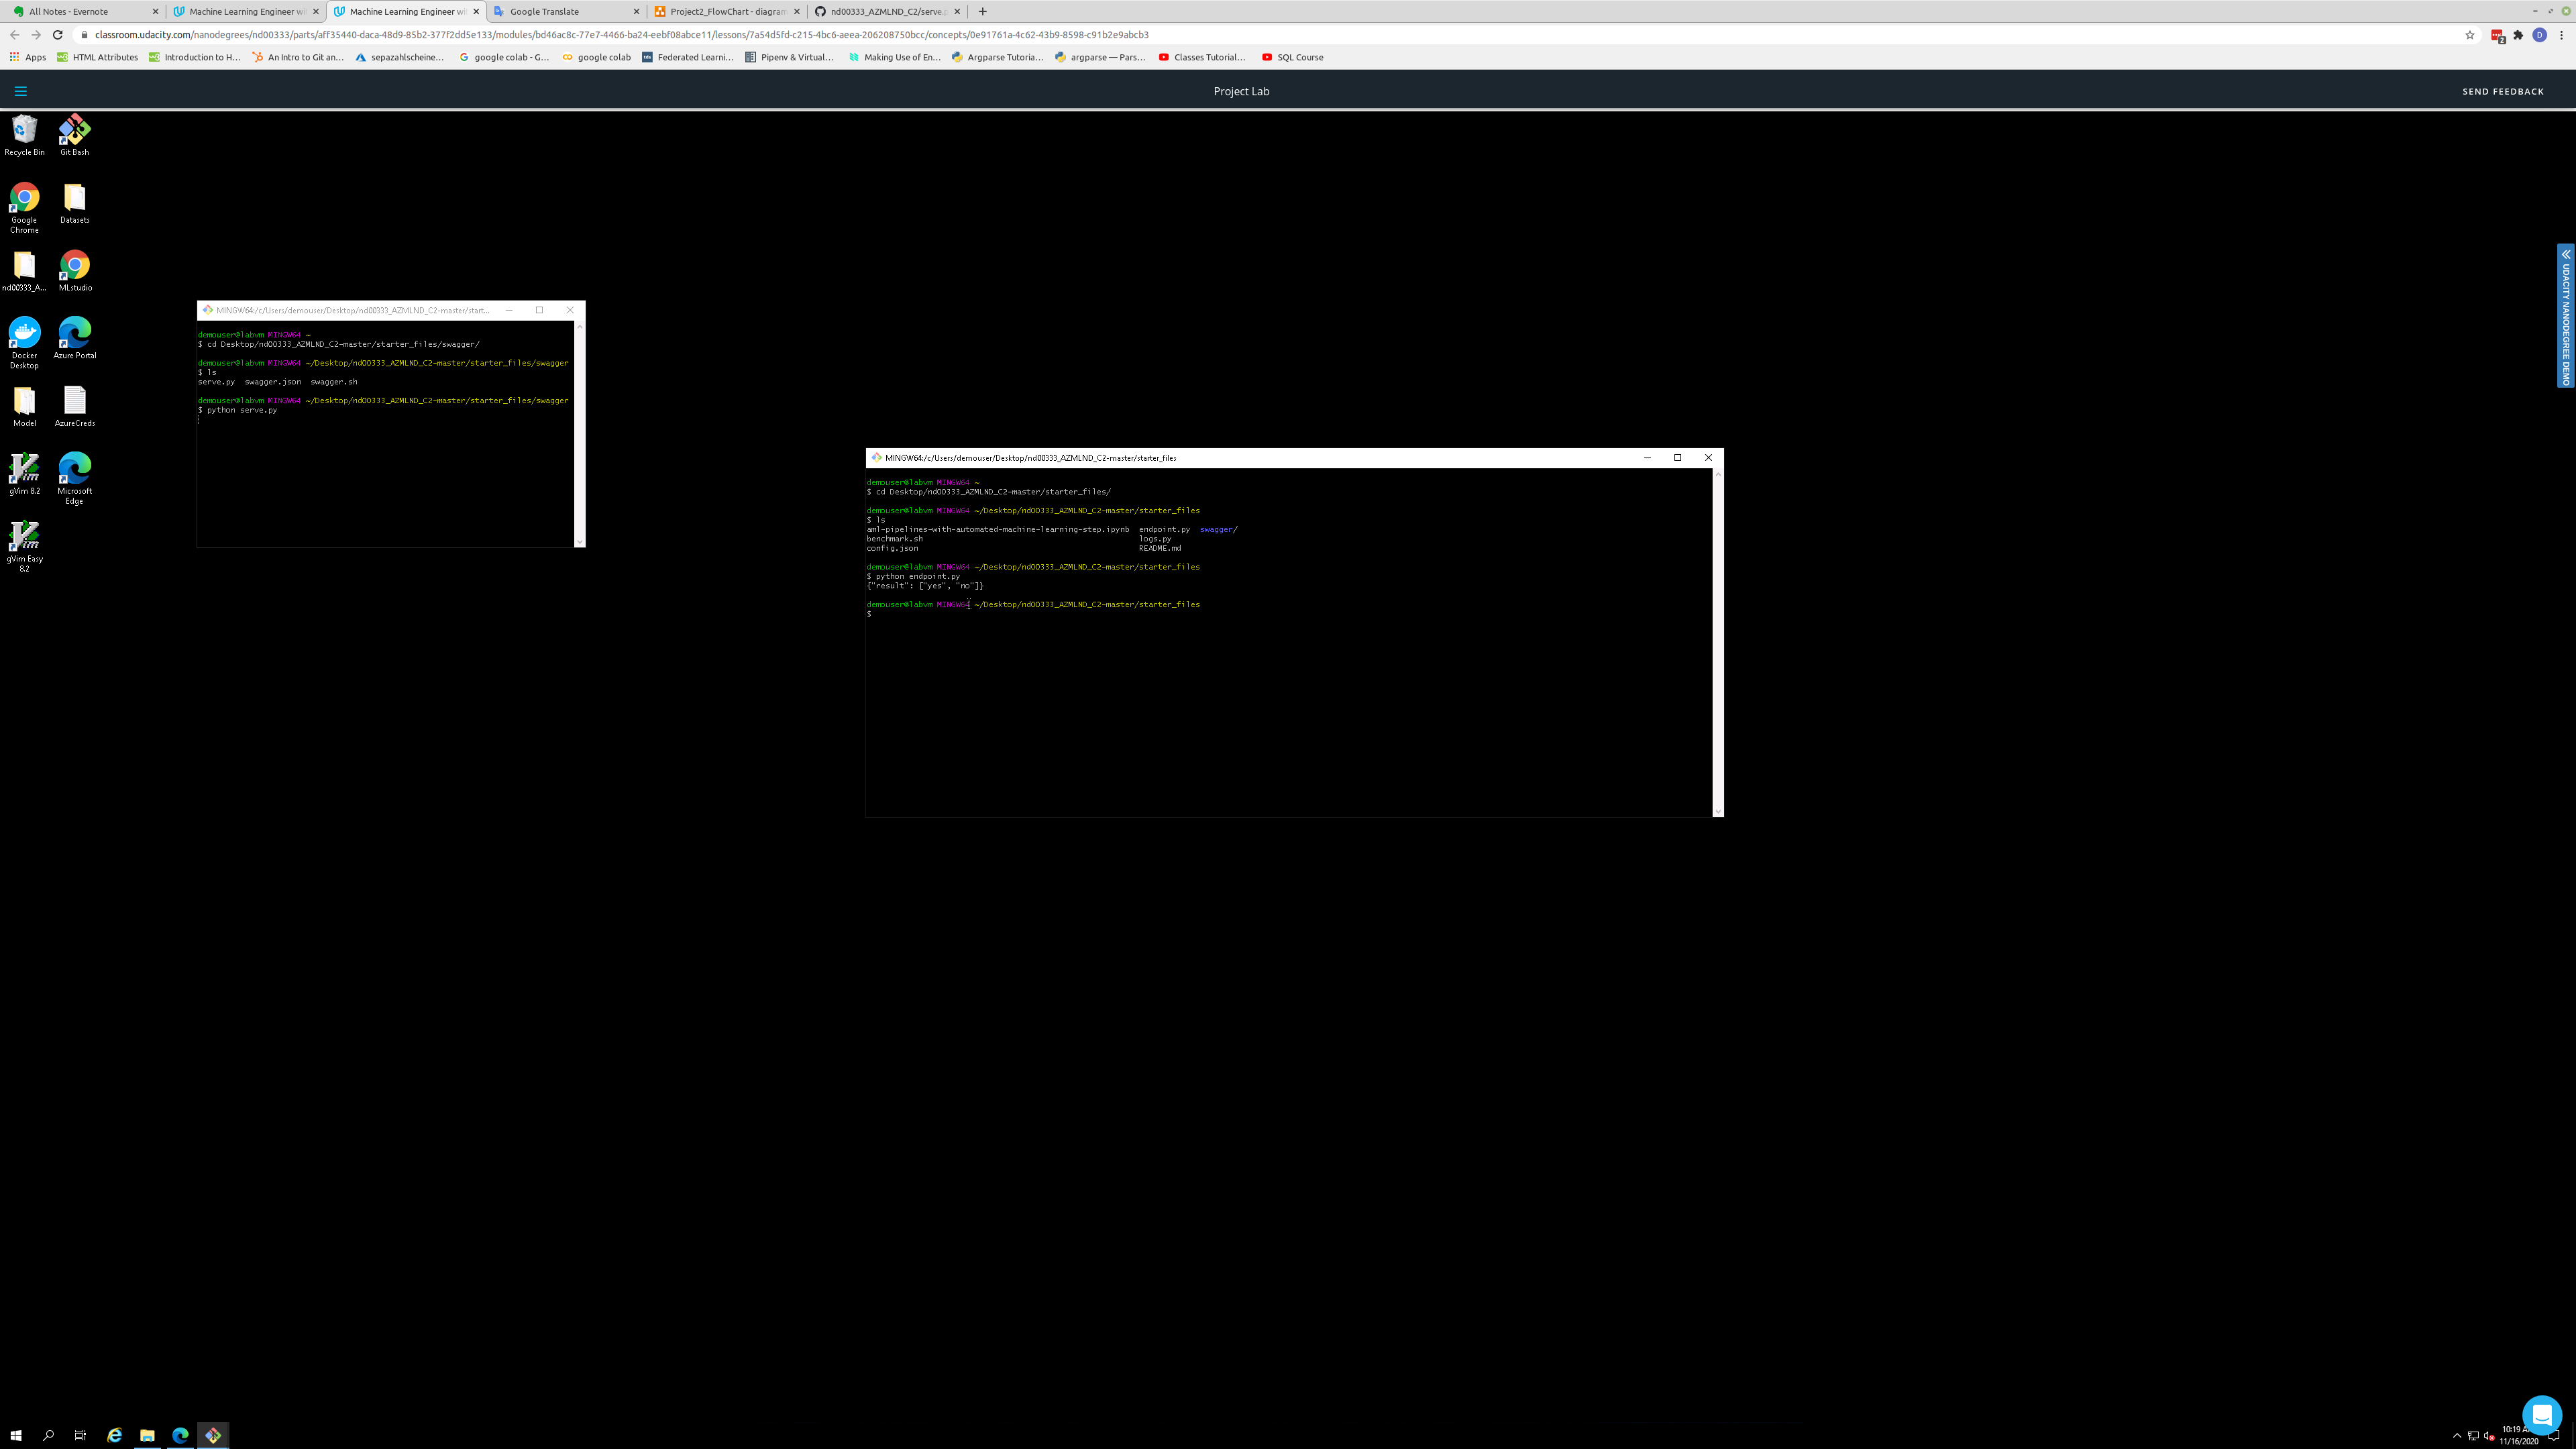 All Notes - Evernote
Machine Learning Engineer wi
Machine Learning Engineer wi
Google Translate
Project2_FlowChart - diagram
nd00333_AZMLND_C2/serve.p
classroom.udacity.com/nanodegrees/nd00333/parts/aff35440-daca-48d9-85b2-377f2dd5e133/modules/bd46ac8c-77e7-4466-ba24-eebf08abce11/lessons/7a54d5fd-c215-4bc6-aeea-206208750bcc/concepts/0e91761a-4c62-43b9-8598-c91b2e9abcb3
2
D
Apps
HTML Attributes
Introduction to H...
An Intro to Git an...
sepazahlscheine...
google colab - G...
google colab
Federated Learni...
Pipenv & Virtual...
Making Use of En...
Argparse Tutoria...
argparse — Pars...
Classes Tutorial...
SQL Course
Project Lab
SEND FEEDBACK
Recycle Bin
Git Bash
Google
Chrome
Datasets
nd00333_A...
MLstudio
Docker
Desktop
Azure Portal
Model
AzureCreds
gVim 8.2
Microsoft
Edge
gVim Easy
8.2
UDACITY NANODEGREE DEMO
MINGW64:/c/Users/demouser/Desktop/nd00333_AZMLND_C2-master/start...
demouser@labvm MINGW64 ~
$ cd Desktop/nd00333_AZMLND_C2-master/starter_files/swagger/
demouser@labvm MINGW64 ~/Desktop/nd00333_AZMLND_C2-master/starter_files/swagger
$ ls
serve.py swagger.json swagger.sh
demouser@labvm MINGW64 ~/Desktop/nd00333_AZMLND_C2-master/starter_files/swagger
$ python serve.py
MINGW64:/c/Users/demouser/Desktop/nd00333_AZMLND_C2-master/starter_files
demouser@labvm MINGW64 ~
$ cd Desktop/nd00333_AZMLND_C2-master/starter_files/
demouser@labvm MINGW64 ~/Desktop/nd00333_AZMLND_C2-master/starter_files
$ ls
aml-pipelines-with-automated-machine-learning-step.ipynb endpoint.py swagger/
benchmark.sh logs.py
config.json README.md
demouser@labvm MINGW64 ~/Desktop/nd00333_AZMLND_C2-master/starter_files
$ python endpoint.py
{"result": ["yes", "no"]}
demouser@labvm MINGW64 ~/Desktop/nd00333_AZMLND_C2-master/starter_files
$
10:19 A
11/16/2020